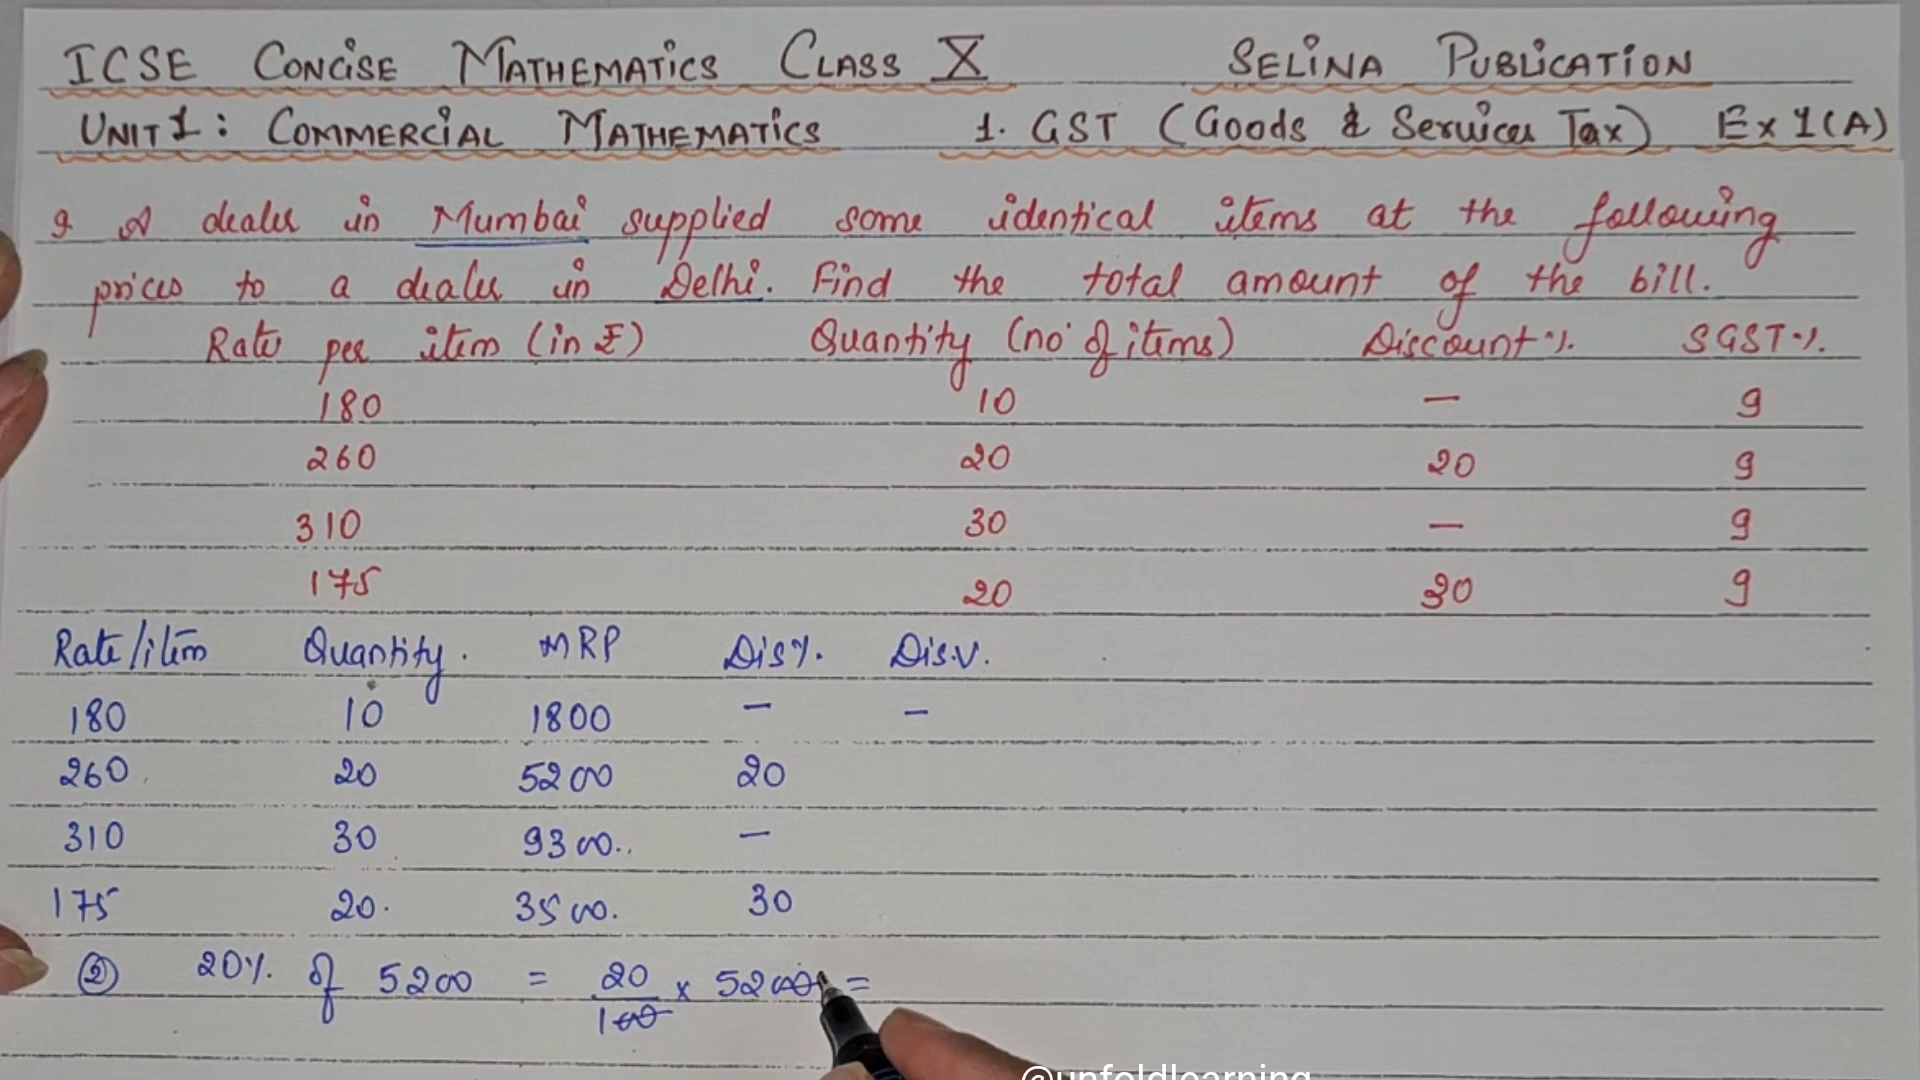 ICSE CONCISE MATHEMATICS CLASS X SELINA PUBLICATION
UNIT 1: COMMERCIAL MATHEMATICS 1. GST (Goods & Services Tax) Ex 1(A)
9. A dealer in Mumbai supplied some identical items at the following
prices to a dealer in Delhi. Find the total amount of the bill.
Rate per item (in ₹) Quantity (no of items) Discount % SGST %
180 10 — 9
260 20 20 9
310 30 — 9
175 20 30 9
Rate/item Quantity. MRP Dis%. Dis.V.
180 10 1800 — —
260 20 5200 20
310 30 9300. —
175 20. 3500. 30
② 20% of 5200 = 20/100 x 5200 =
@unfoldlearning